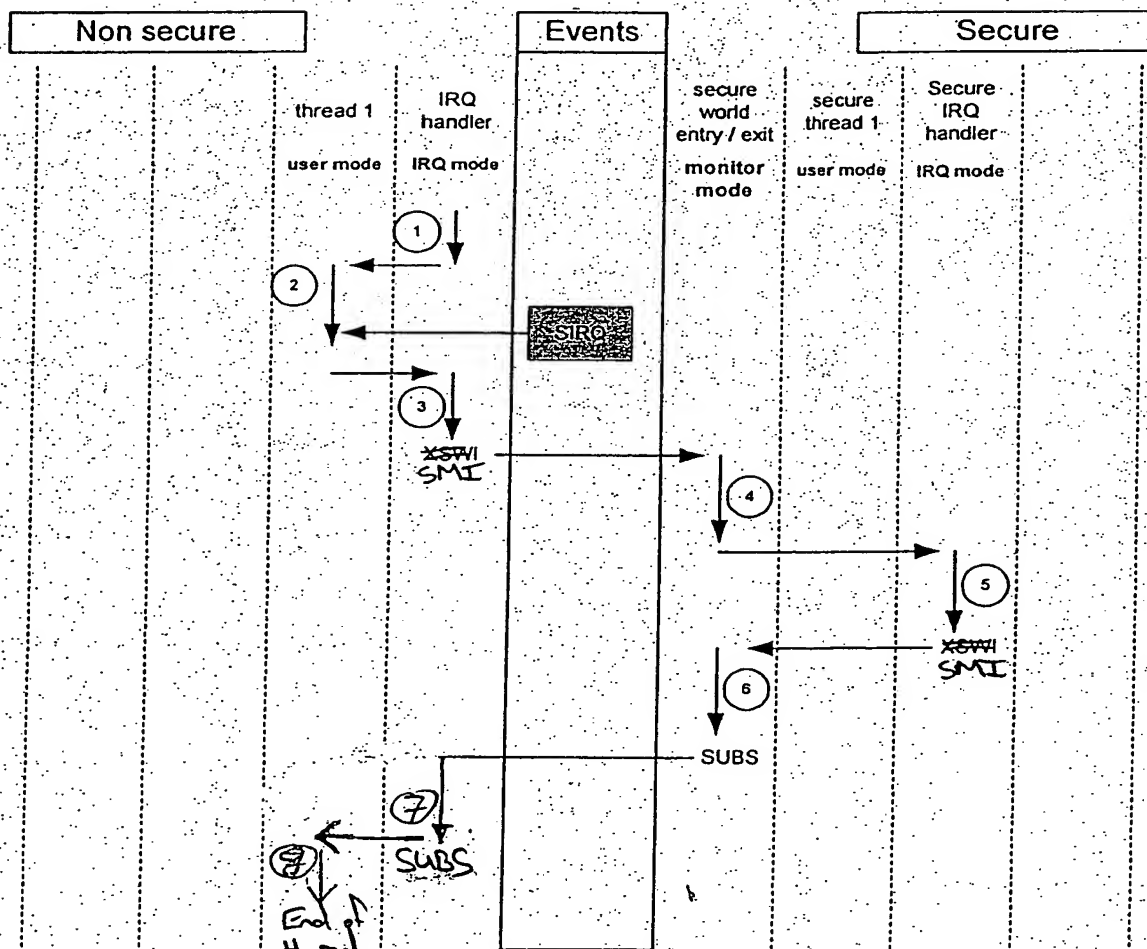 Non secure
Events
Secure
thread 1
user mode
IRQ
handler
IRQ mode
secure
world
entry / exit
monitor
mode
secure
thread 1
user mode
Secure
IRQ
handler
IRQ mode
1
2
SIRQ
3
XSWI
SMI
4
5
XSWI
SMI
6
SUBS
7
SUBS
End of